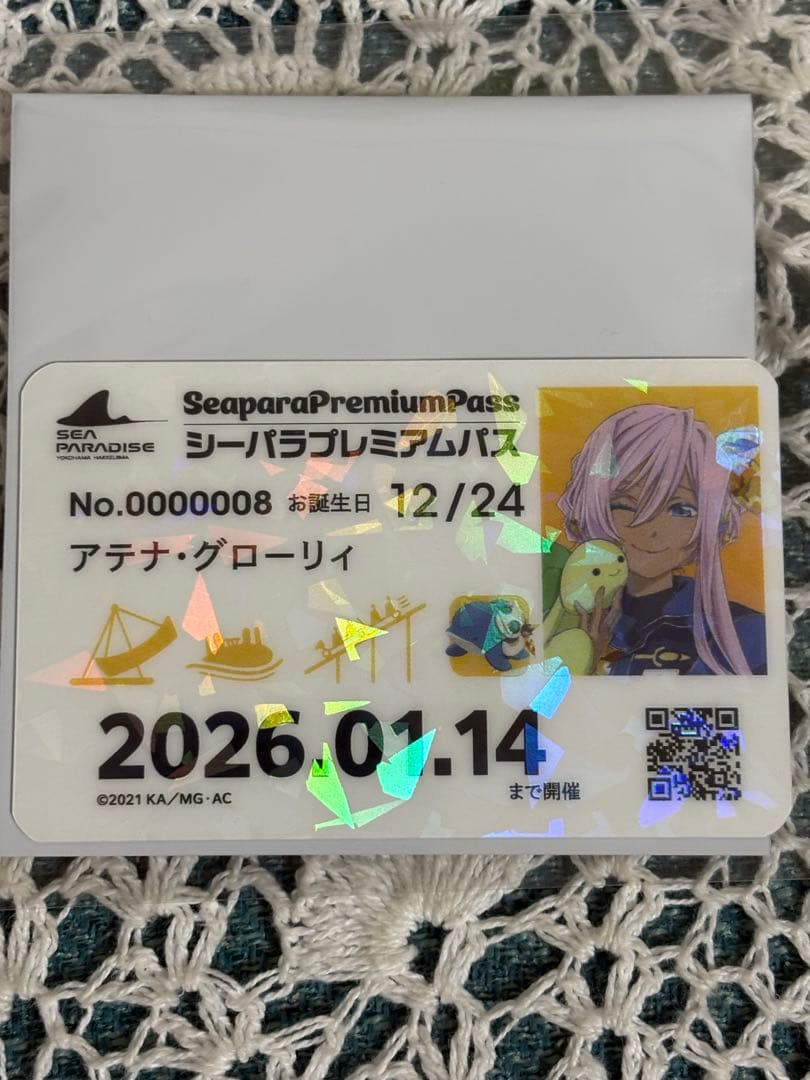 SEA
PARADISE
YOKOHAMA HAKKEIJIMA
SeaparaPremiumPass
シーパラプレミアムパス
No.0000008 お誕生日 12/24
アテナ・グローリィ
2026.01.14
まで開催
©2021 KA／MG・AC